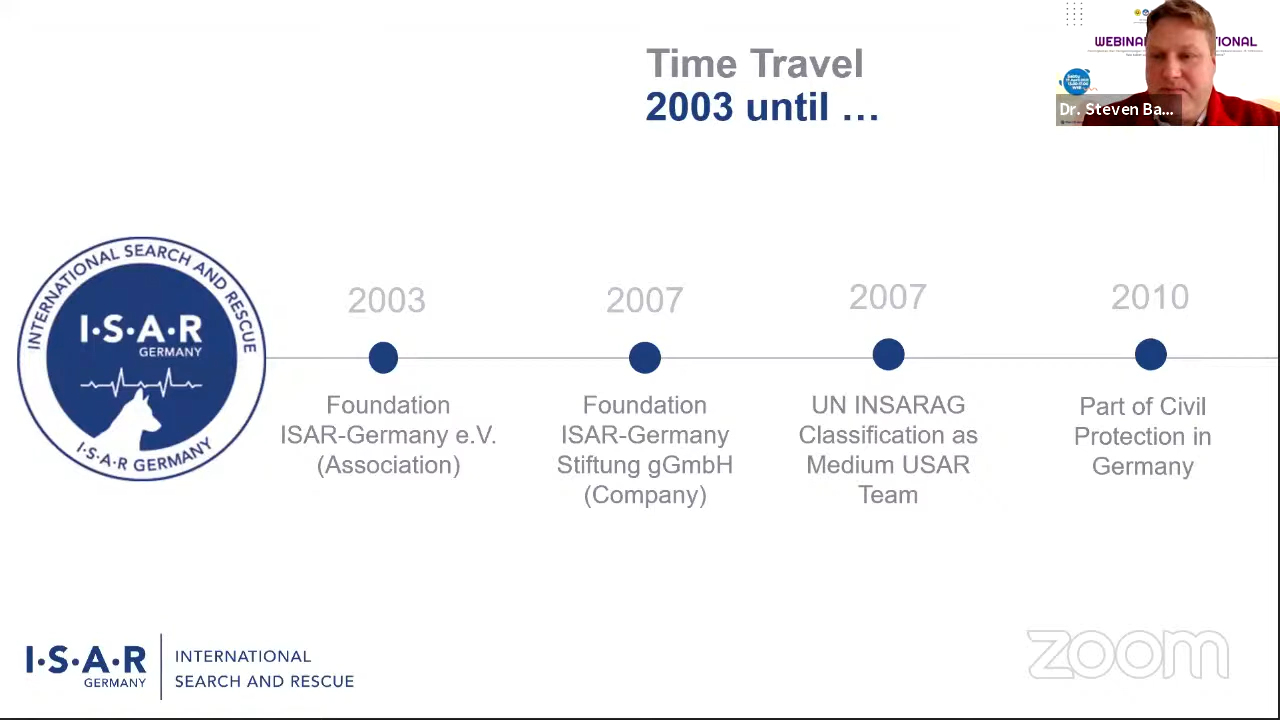 Time Travel
2003 until …
WEBINA
TIONAL
Dr. Steven Ba...
INTERNATIONAL SEARCH AND RESCUE
I·S·A·R
GERMANY
I·S·A·R GERMANY
2003
Foundation
ISAR-Germany e.V.
(Association)
2007
Foundation
ISAR-Germany
Stiftung gGmbH
(Company)
2007
UN INSARAG
Classification as
Medium USAR
Team
2010
Part of Civil
Protection in
Germany
I·S·A·R
GERMANY
INTERNATIONAL
SEARCH AND RESCUE
zoom